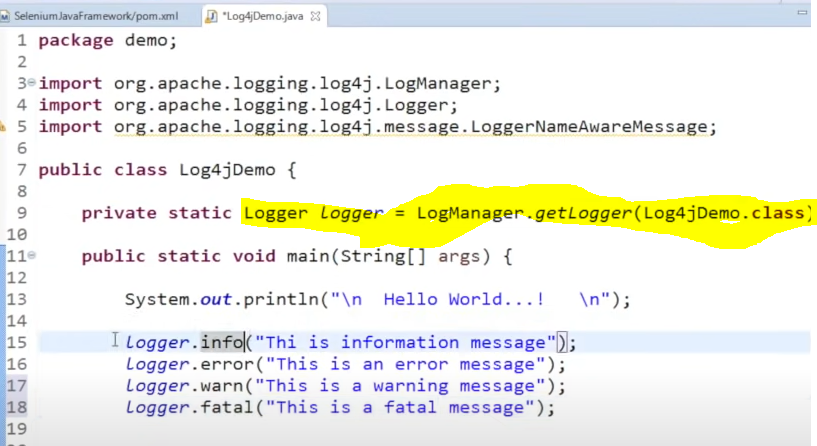 SeleniumJavaFramework/pom.xml *Log4jDemo.java
1 package demo;
2
3 import org.apache.logging.log4j.LogManager;
4 import org.apache.logging.log4j.Logger;
5 import org.apache.logging.log4j.message.LoggerNameAwareMessage;
6
7 public class Log4jDemo {
8
9 private static Logger logger = LogManager.getLogger(Log4jDemo.class)
10
11 public static void main(String[] args) {
12
13 System.out.println("\n  Hello World...!   \n");
14
15 logger.info("Thi is information message");
16 logger.error("This is an error message");
17 logger.warn("This is a warning message");
18 logger.fatal("This is a fatal message");
19